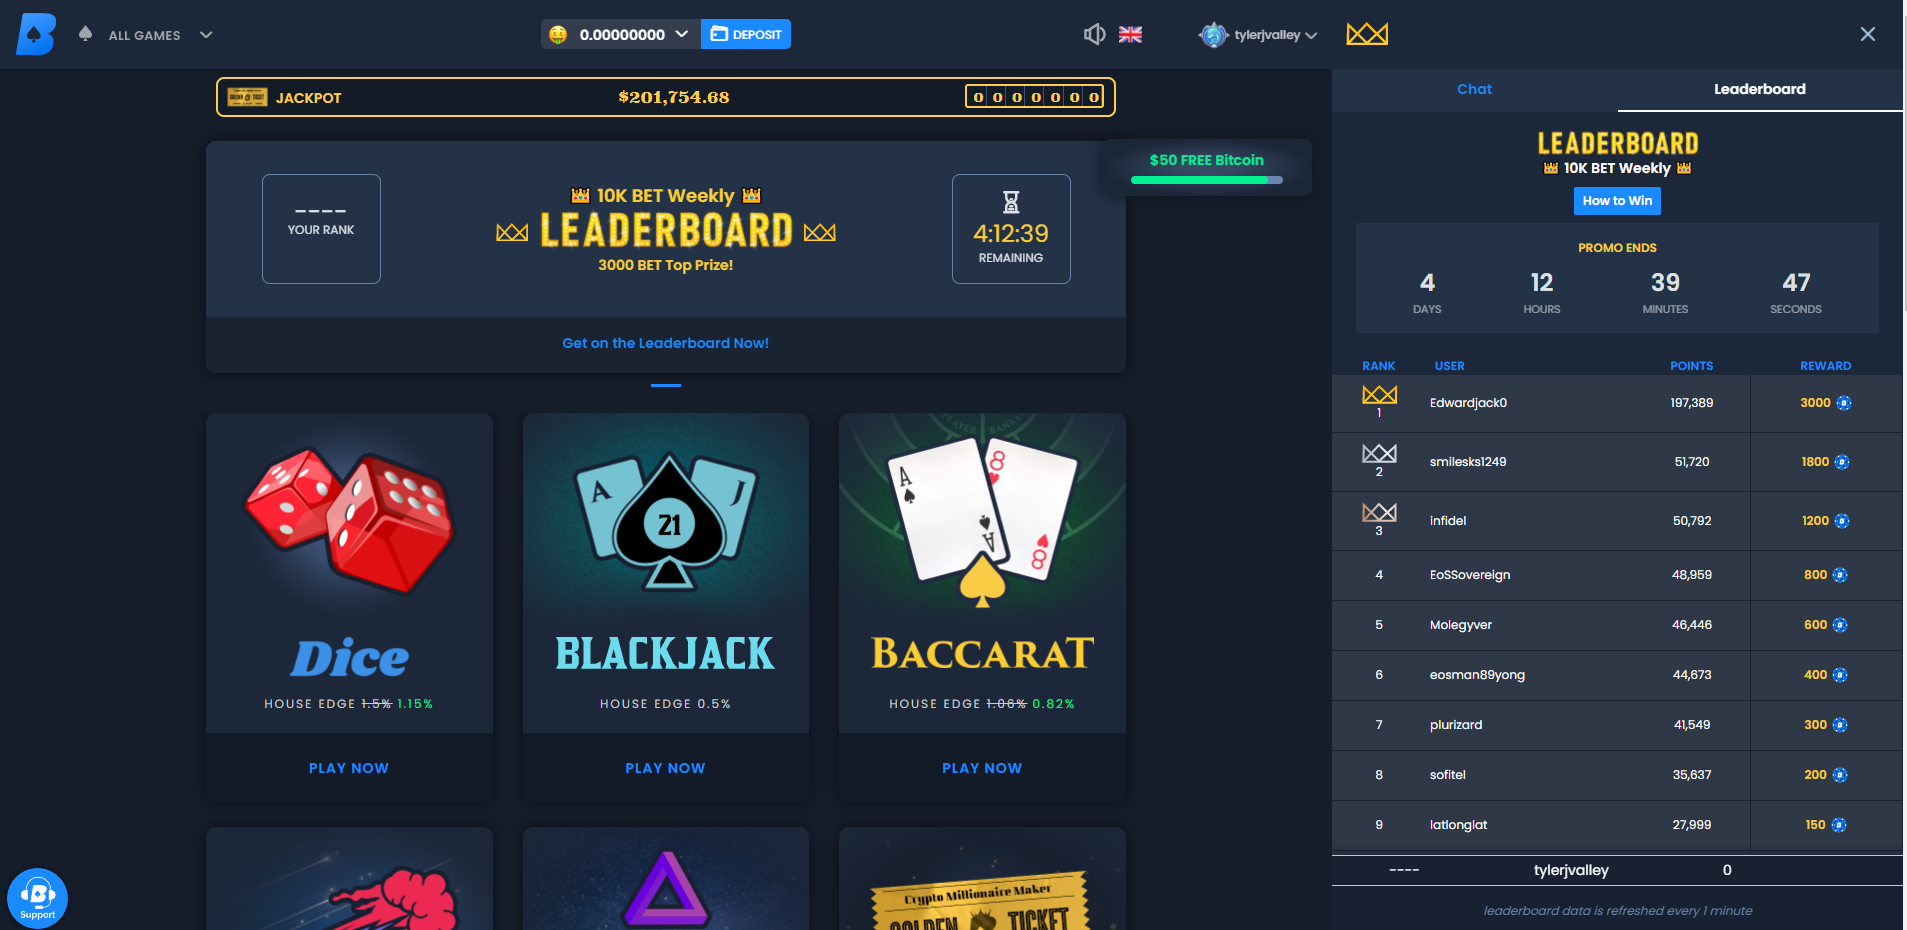 ALL GAMES
0.00000000
DEPOSIT
tylerjvalley
JACKPOT
$201,754.68
0 0 0 0 0 0 0
$50 FREE Bitcoin
---- YOUR RANK
10K BET Weekly
LEADERBOARD
3000 BET Top Prize!
4:12:39
REMAINING
Get on the Leaderboard Now!
A J
21
Dice
HOUSE EDGE 1.5% 1.15%
PLAY NOW
BLACKJACK
HOUSE EDGE 0.5%
PLAY NOW
PLAYER BANKER
A 8
A 8
BACCARAT
HOUSE EDGE 1.06% 0.82%
PLAY NOW
Crypto Millionaire Maker
GOLDEN TICKET
B
Support
Chat
Leaderboard
LEADERBOARD
10K BET Weekly
How to Win
PROMO ENDS
4 12 39 47
DAYS HOURS MINUTES SECONDS
RANK USER POINTS REWARD
1 Edwardjack0 197,389 3000
2 smilesks1249 51,720 1800
3 infidel 50,792 1200
4 EoSSovereign 48,959 800
5 Molegyver 46,446 600
6 eosman89yong 44,673 400
7 plurizard 41,549 300
8 sofitel 35,637 200
9 latlonglat 27,999 150
---- tylerjvalley 0
leaderboard data is refreshed every 1 minute